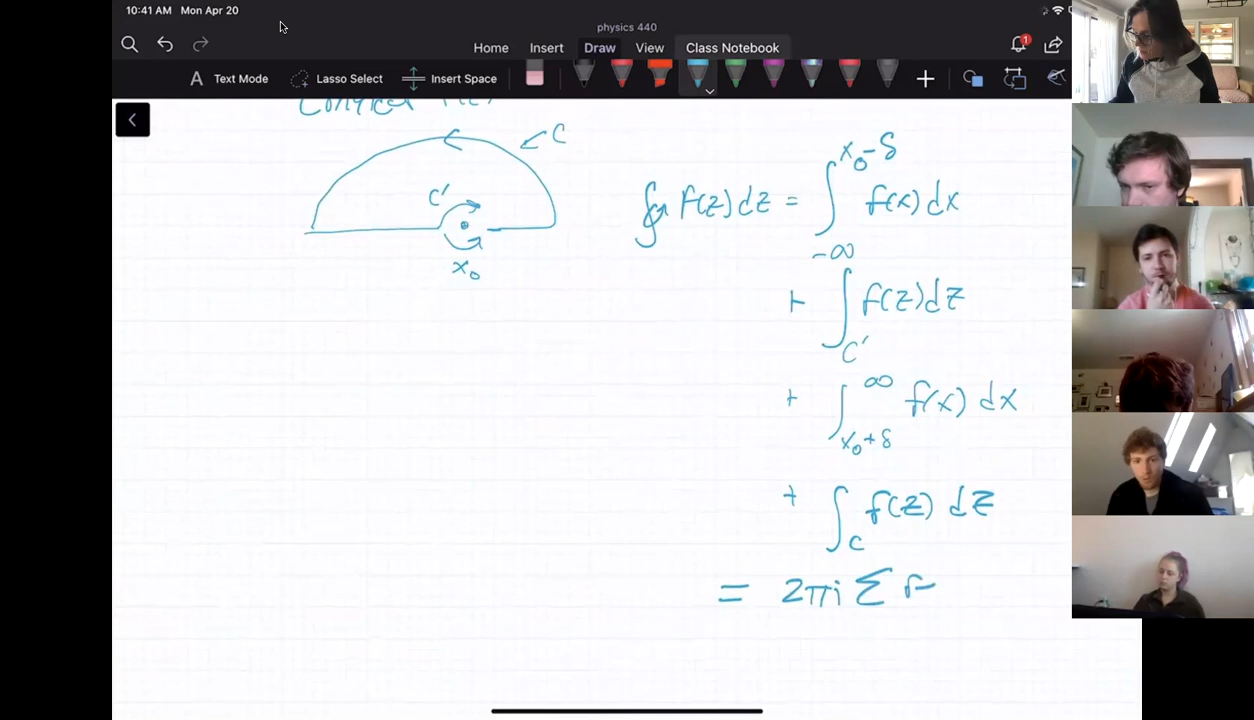 10:41 AM Mon Apr 20
physics 440
Home Insert Draw View Class Notebook
1
Text Mode Lasso Select Insert Space
C
C'
x₀
∮ f(z)dz = ∫_{-∞}^{x₀-δ} f(x)dx
+ ∫_{C'} f(z)dz
+ ∫_{x₀+δ}^{∞} f(x) dx
+ ∫_C f(z) dz
= 2πi Σ